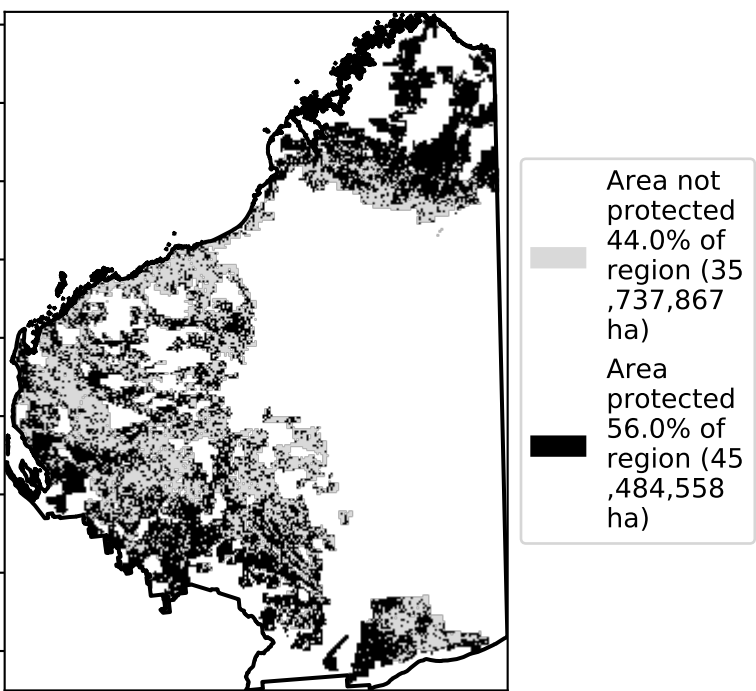 Area not
protected
44.0% of
region (35
,737,867
ha)
Area
protected
56.0% of
region (45
,484,558
ha)